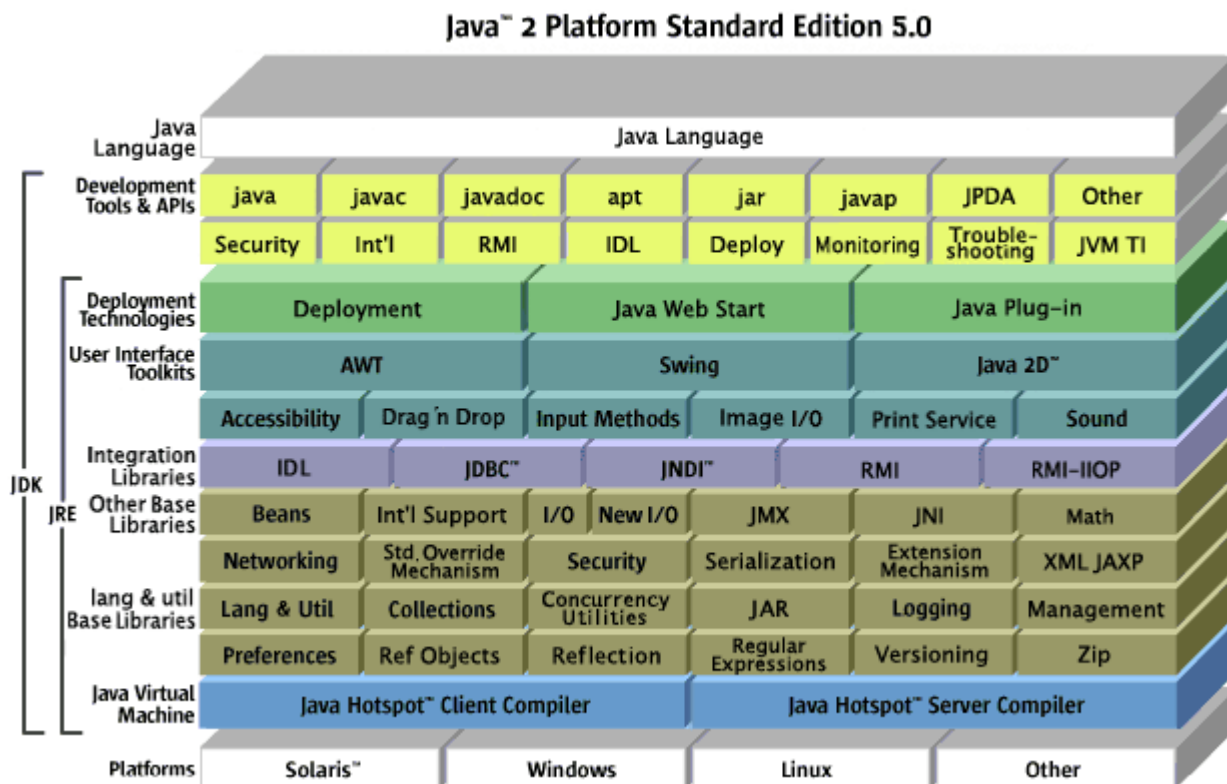 Java™ 2 Platform Standard Edition 5.0
Java
Language
Java Language
Development
Tools & APIs
java javac javadoc apt jar javap JPDA Other
Security Int'l RMI IDL Deploy Monitoring Trouble-
shooting JVM TI
Deployment
Technologies
Deployment Java Web Start Java Plug-in
User Interface
Toolkits
AWT Swing Java 2D™
Accessibility Drag 'n Drop Input Methods Image I/O Print Service Sound
Integration
Libraries
IDL JDBC™ JNDI™ RMI RMI-IIOP
JDK
JRE
Other Base
Libraries
Beans Int'l Support I/O New I/O JMX JNI Math
Networking Std. Override
Mechanism Security Serialization Extension
Mechanism XML JAXP
lang & util
Base Libraries
Lang & Util Collections Concurrency
Utilities JAR Logging Management
Preferences Ref Objects Reflection Regular
Expressions Versioning Zip
Java Virtual
Machine
Java Hotspot™ Client Compiler Java Hotspot™ Server Compiler
Platforms Solaris™ Windows Linux Other